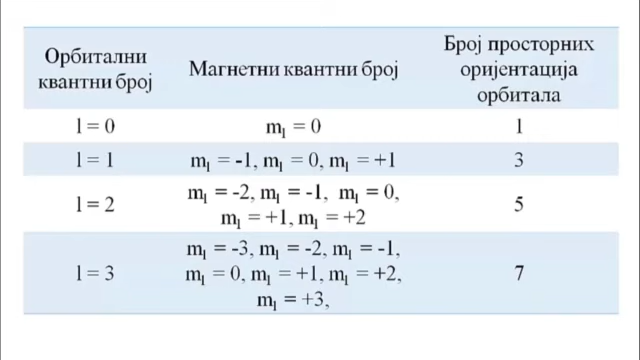 Орбитални
квантни број
Магнетни квантни број
Број просторних
оријентација
орбитала
l = 0
mₗ = 0
1
l = 1
mₗ = -1, mₗ = 0, mₗ = +1
3
l = 2
mₗ = -2, mₗ = -1, mₗ = 0,
mₗ = +1, mₗ = +2
5
l = 3
mₗ = -3, mₗ = -2, mₗ = -1,
mₗ = 0, mₗ = +1, mₗ = +2,
mₗ = +3,
7